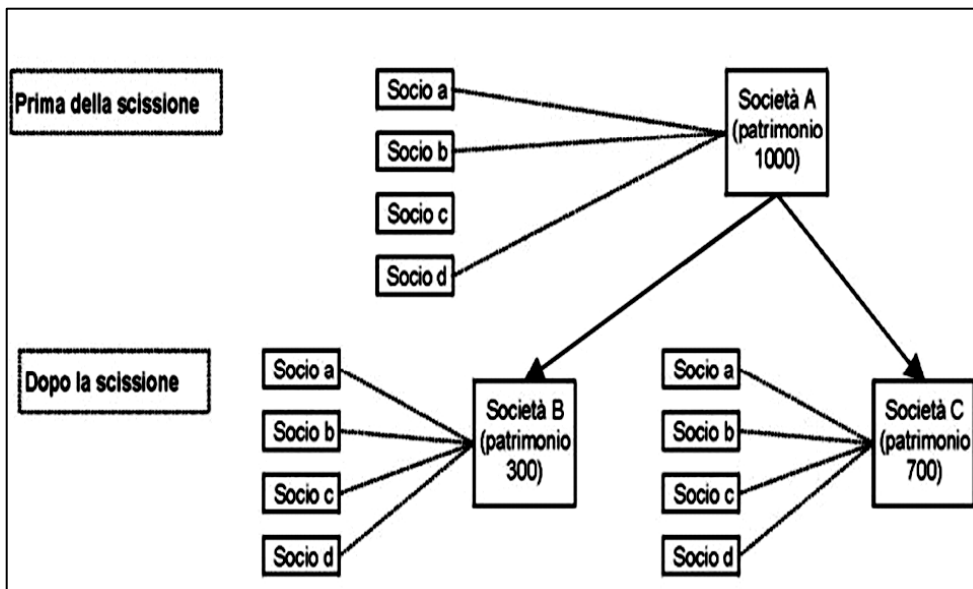 Prima della scissione
Socio a
Socio b
Socio c
Socio d
Società A
(patrimonio
1000)
Dopo la scissione
Socio a
Socio b
Socio c
Socio d
Società B
(patrimonio
300)
Socio a
Socio b
Socio c
Socio d
Società C
(patrimonio
700)